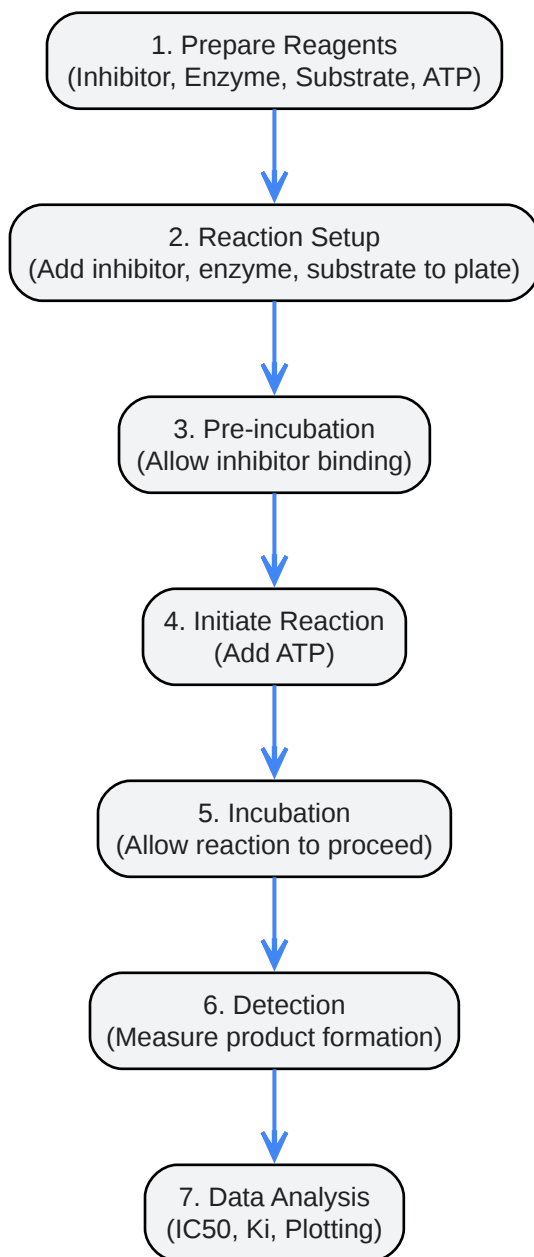 1. Prepare Reagents
(Inhibitor, Enzyme, Substrate, ATP)
2. Reaction Setup
(Add inhibitor, enzyme, substrate to plate)
3. Pre-incubation
(Allow inhibitor binding)
4. Initiate Reaction
(Add ATP)
5. Incubation
(Allow reaction to proceed)
6. Detection
(Measure product formation)
7. Data Analysis
(IC50, Ki, Plotting)